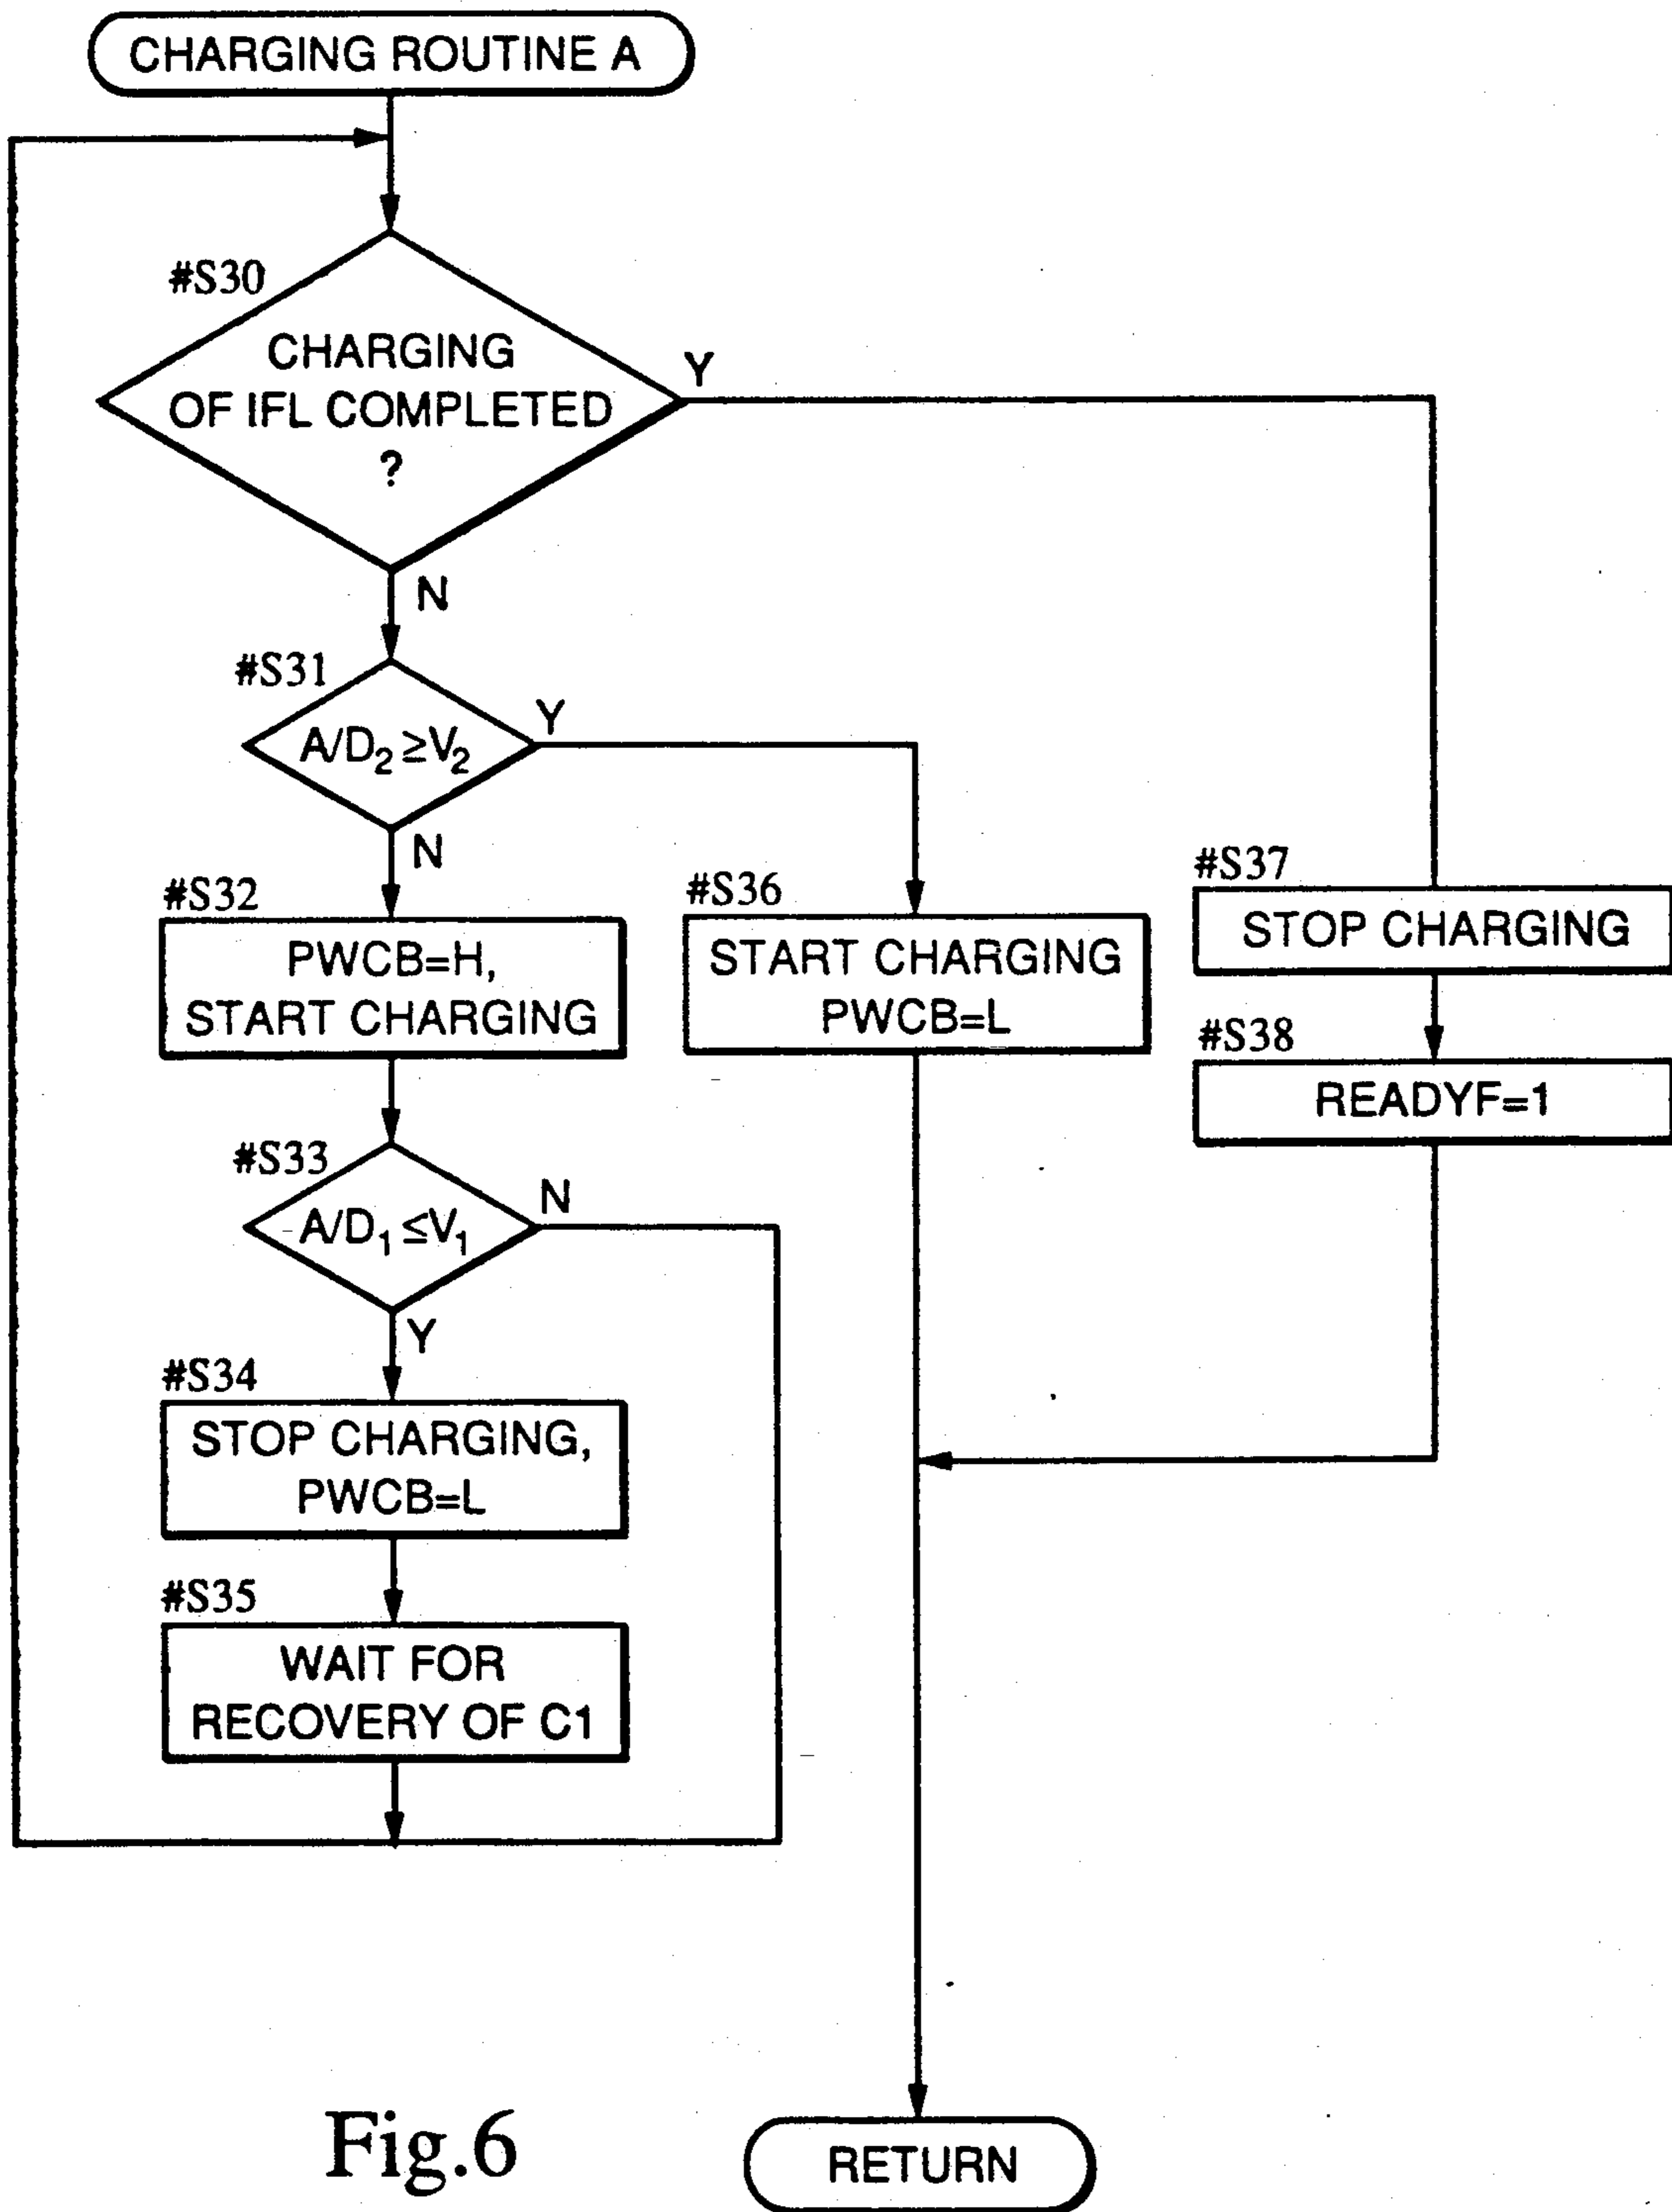 CHARGING ROUTINE A
#S30
CHARGING
OF IFL COMPLETED
?
Y
N
#S31
A/D₂ ≥V₂
Y
N
#S32
PWCB=H,
START CHARGING
#S36
START CHARGING
PWCB=L
#S37
STOP CHARGING
#S38
READYF=1
#S33
A/D₁ ≤V₁
N
Y
#S34
STOP CHARGING,
PWCB=L
#S35
WAIT FOR
RECOVERY OF C1
Fig.6
RETURN